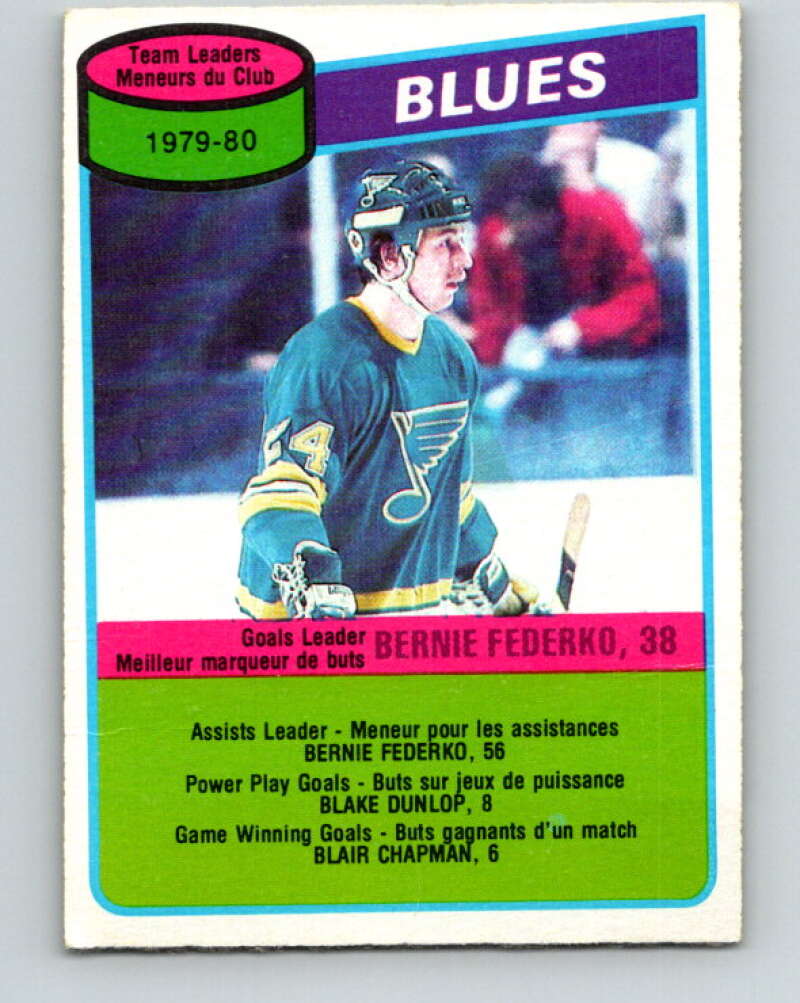 Team Leaders
Meneurs du Club
1979-80
BLUES
24
Goals Leader
Meilleur marqueur de buts
BERNIE FEDERKO, 38
Assists Leader - Meneur pour les assistances
BERNIE FEDERKO, 56
Power Play Goals - Buts sur jeux de puissance
BLAKE DUNLOP, 8
Game Winning Goals - Buts gagnants d'un match
BLAIR CHAPMAN, 6